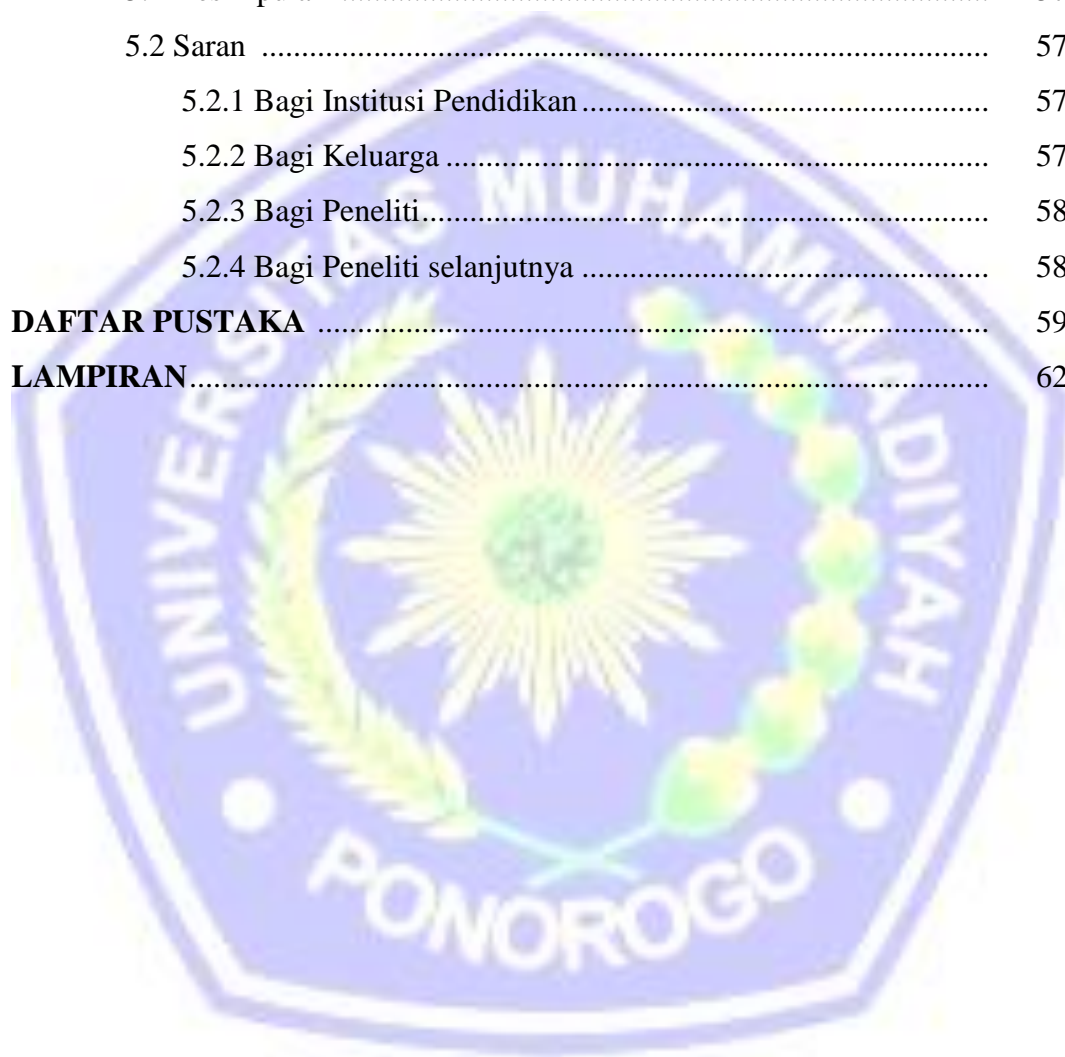 5.2 Saran ........................................................................................ 57
5.2.1 Bagi Institusi Pendidikan ................................................... 57
5.2.2 Bagi Keluarga ................................................................... 57
5.2.3 Bagi Peneliti ...................................................................... 58
5.2.4 Bagi Peneliti selanjutnya ................................................... 58
DAFTAR PUSTAKA .................................................................................. 59
LAMPIRAN ................................................................................................. 62
UNIVERSITAS MUHAMMADIYAH
PONOROGO